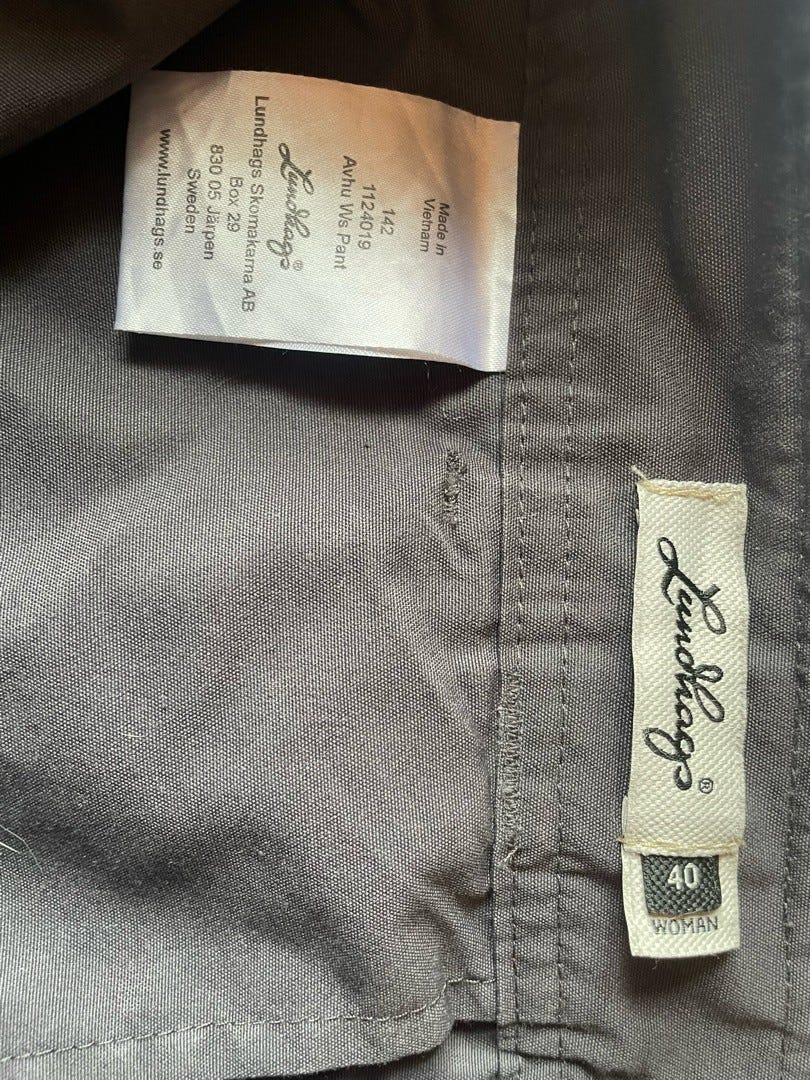 Made in
Vietnam
142
1124019
Avhu Ws Pant
Lundhags®
Lundhags Skomakarna AB
Box 29
830 05 Järpen
Sweden
www.lundhags.se
Lundhags®
40
WOMAN